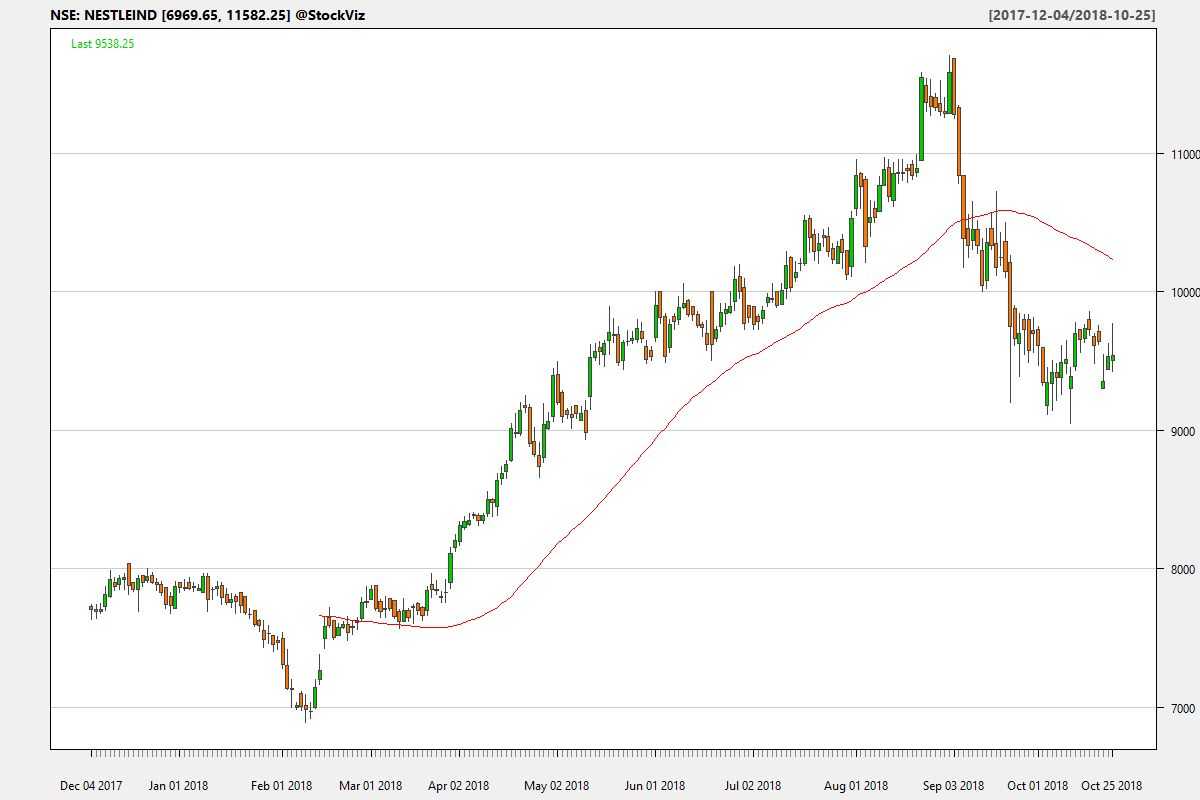 NSE: NESTLEIND [6969.65, 11582.25] @StockViz
[2017-12-04/2018-10-25]
Last 9538.25
11000
10000
9000
8000
7000
Dec 04 2017 Jan 01 2018 Feb 01 2018 Mar 01 2018 Apr 02 2018 May 02 2018 Jun 01 2018 Jul 02 2018 Aug 01 2018 Sep 03 2018 Oct 01 2018 Oct 25 2018